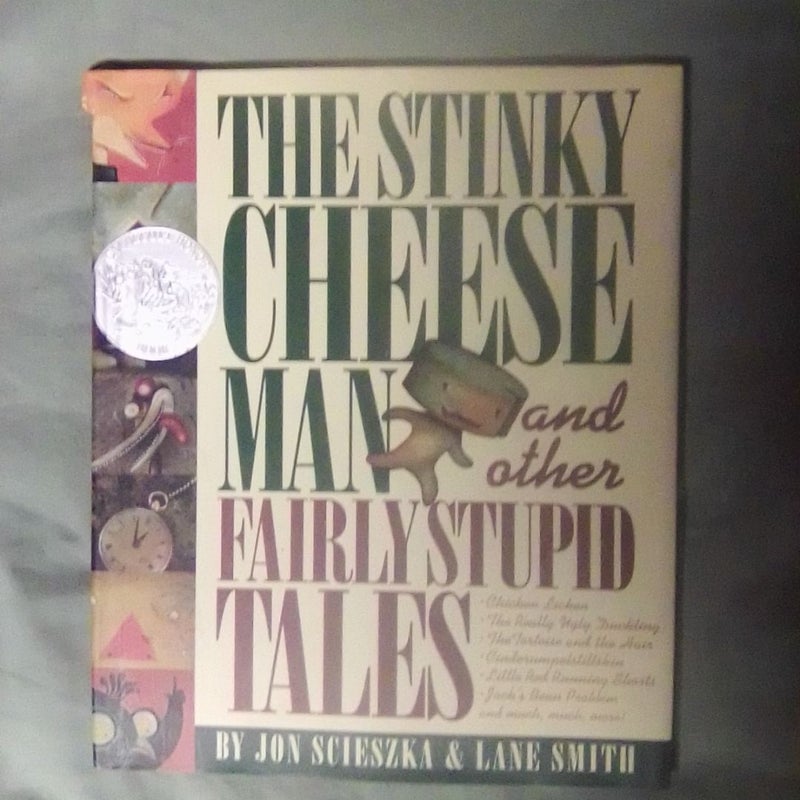 THE STINKY
CHEESE
MAN and
other
FAIRLY STUPID
TALES
· Chicken Licken
· The Really Ugly Duckling
· The Tortoise and the Hair
· Cinderumpelstiltskin
· Little Red Running Shorts
· Jack's Bean Problem
and much, much, more!
BY JON SCIESZKA & LANE SMITH